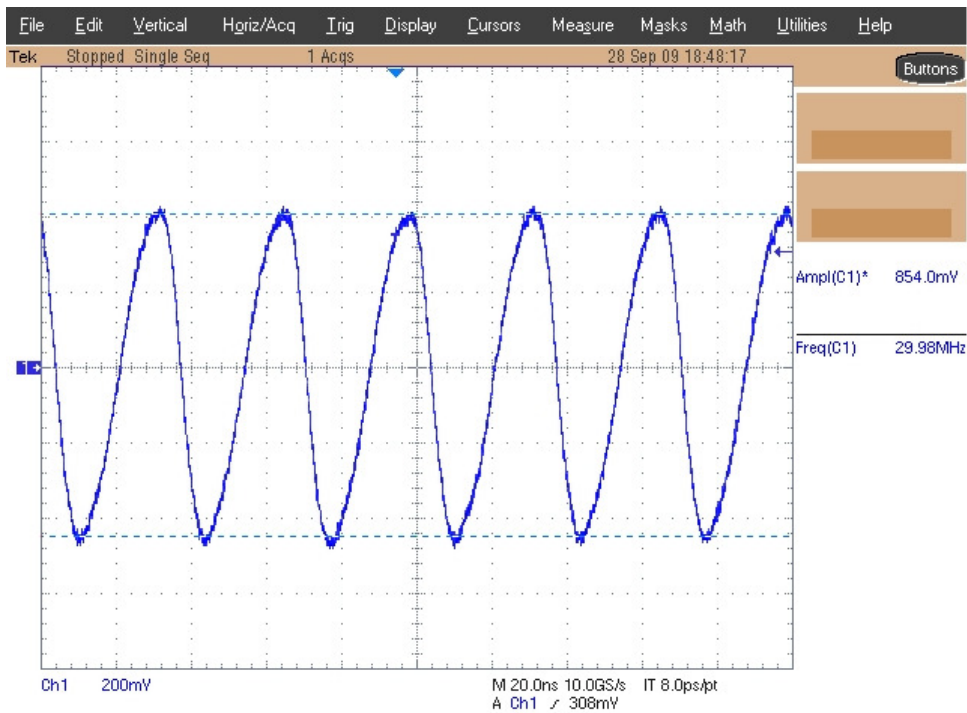 File Edit Vertical Horiz/Acq Trig Display Cursors Measure Masks Math Utilities Help
Tek Stopped Single Seq 1 Acqs 28 Sep 09 18:48:17
Buttons
Ampl(C1)* 854.0mV
Freq(C1) 29.98MHz
1
Ch1 200mV M 20.0ns 10.0GS/s IT 8.0ps/pt
A Ch1 / 308mV